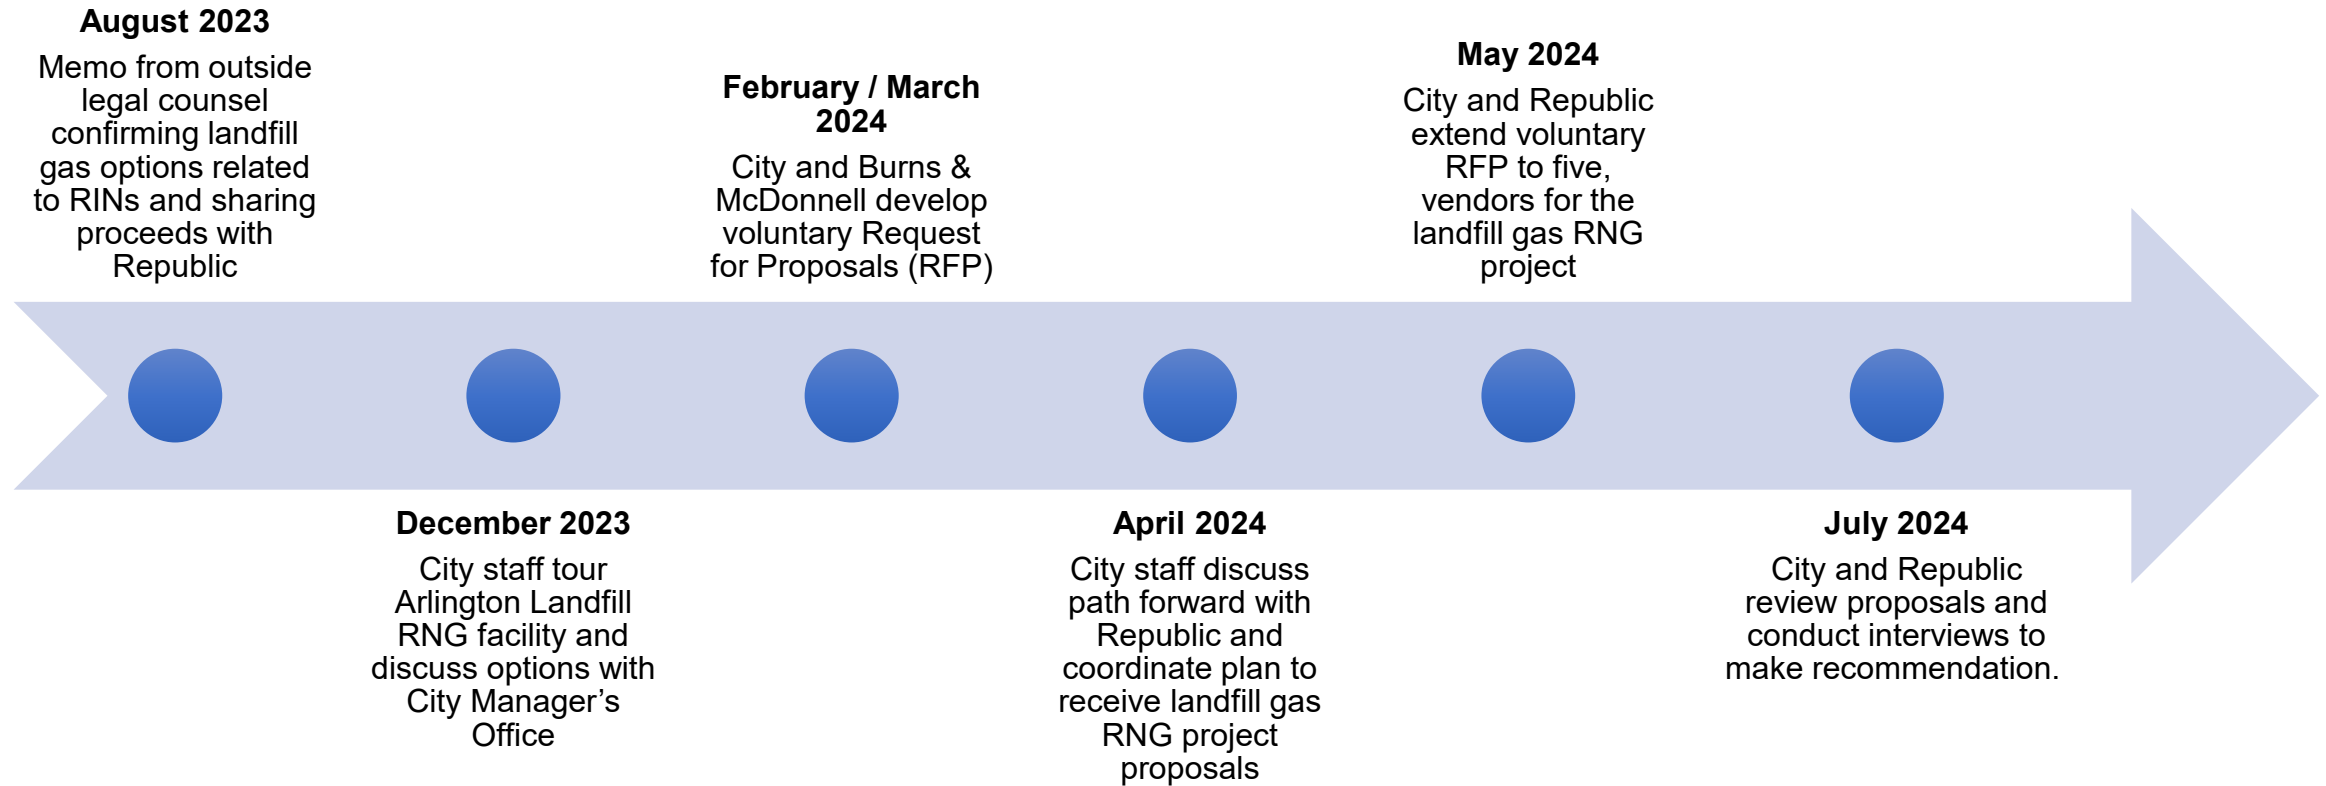 August 2023
Memo from outside
legal counsel
confirming landfill
gas options related
to RINs and sharing
proceeds with
Republic
December 2023
City staff tour
Arlington Landfill
RNG facility and
discuss options with
City Manager’s
Office
February / March
2024
City and Burns &
McDonnell develop
voluntary Request
for Proposals (RFP)
April 2024
City staff discuss
path forward with
Republic and
coordinate plan to
receive landfill gas
RNG project
proposals
May 2024
City and Republic
extend voluntary
RFP to five,
vendors for the
landfill gas RNG
project
July 2024
City and Republic
review proposals and
conduct interviews to
make recommendation.